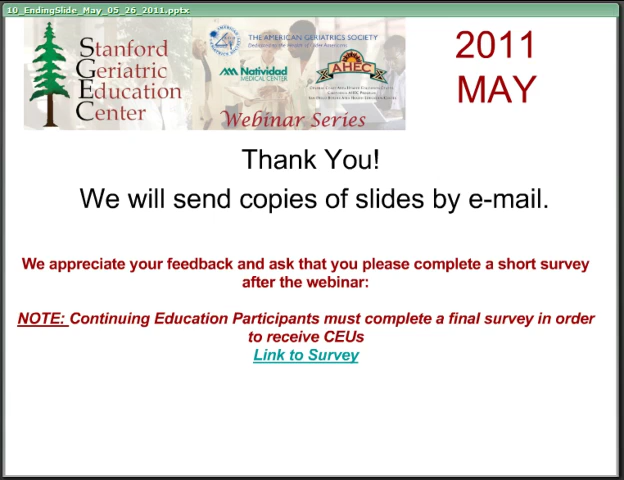 10_EndingSlide_May_05_26_2011.pptx
Stanford
Geriatric
Education
Center
THE AMERICAN GERIATRICS SOCIETY
Natividad
MEDICAL CENTER
AHEC
Webinar Series
2011
MAY
Thank You!
We will send copies of slides by e-mail.
We appreciate your feedback and ask that you please complete a short survey
after the webinar:
NOTE: Continuing Education Participants must complete a final survey in order
to receive CEUs
Link to Survey